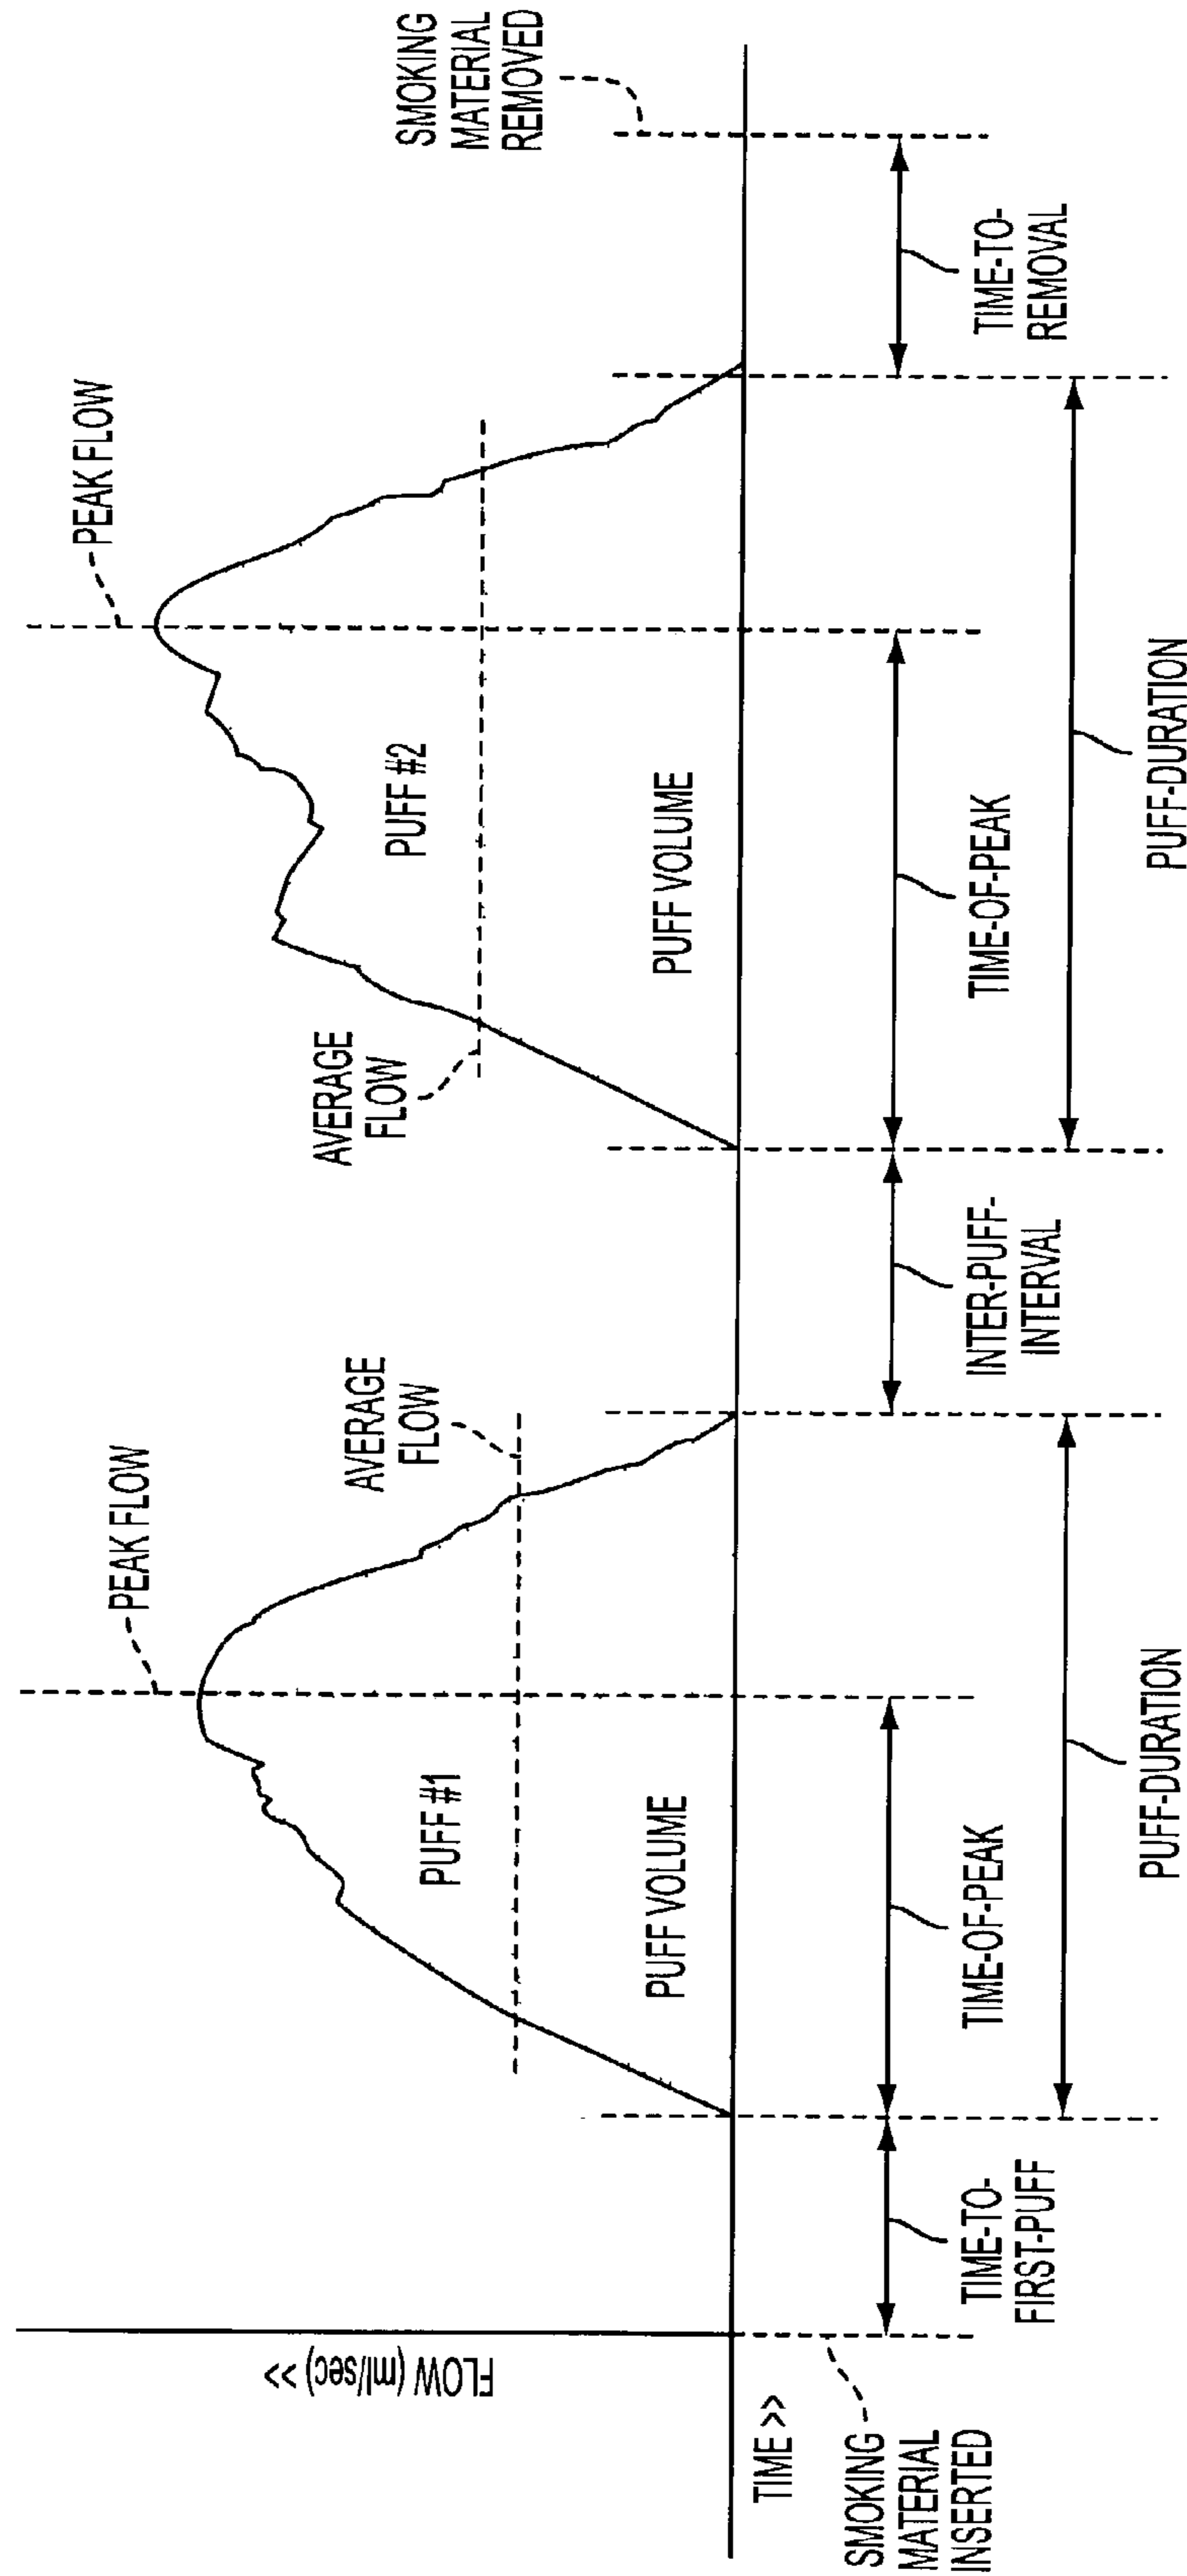 FLOW (ml/sec) >>
TIME >>
SMOKING
MATERIAL
INSERTED
TIME-TO-
FIRST-PUFF
PEAK FLOW
AVERAGE
FLOW
PUFF #1
PUFF VOLUME
TIME-OF-PEAK
PUFF-DURATION
INTER-PUFF-
INTERVAL
PEAK FLOW
AVERAGE
FLOW
PUFF #2
PUFF VOLUME
TIME-OF-PEAK
PUFF-DURATION
SMOKING
MATERIAL
REMOVED
TIME-TO-
REMOVAL